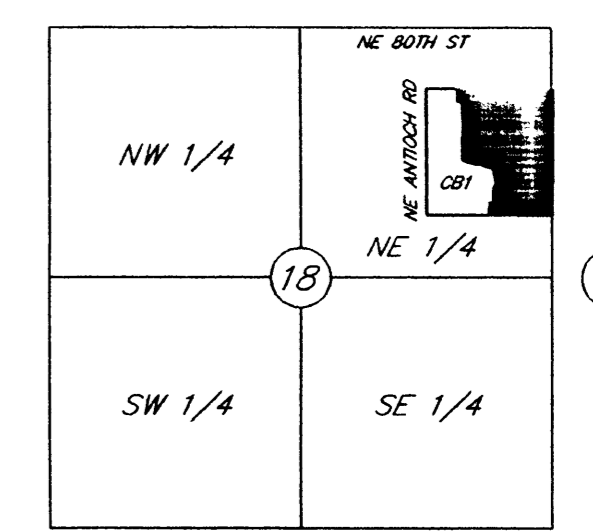 NE 80TH ST
NW 1/4
NE ANTIOCH RD
CB1
NE 1/4
18
SW 1/4
SE 1/4